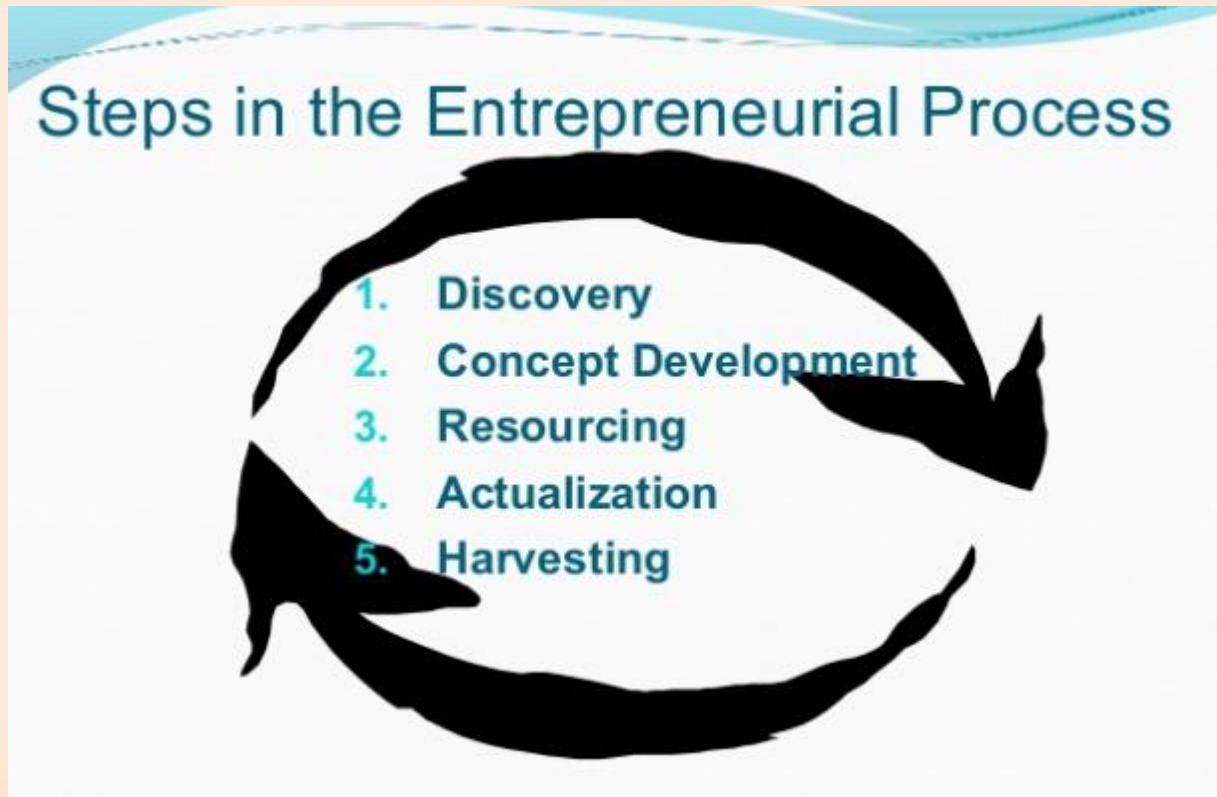 Steps in the Entrepreneurial Process
1. Discovery
2. Concept Development
3. Resourcing
4. Actualization
5. Harvesting